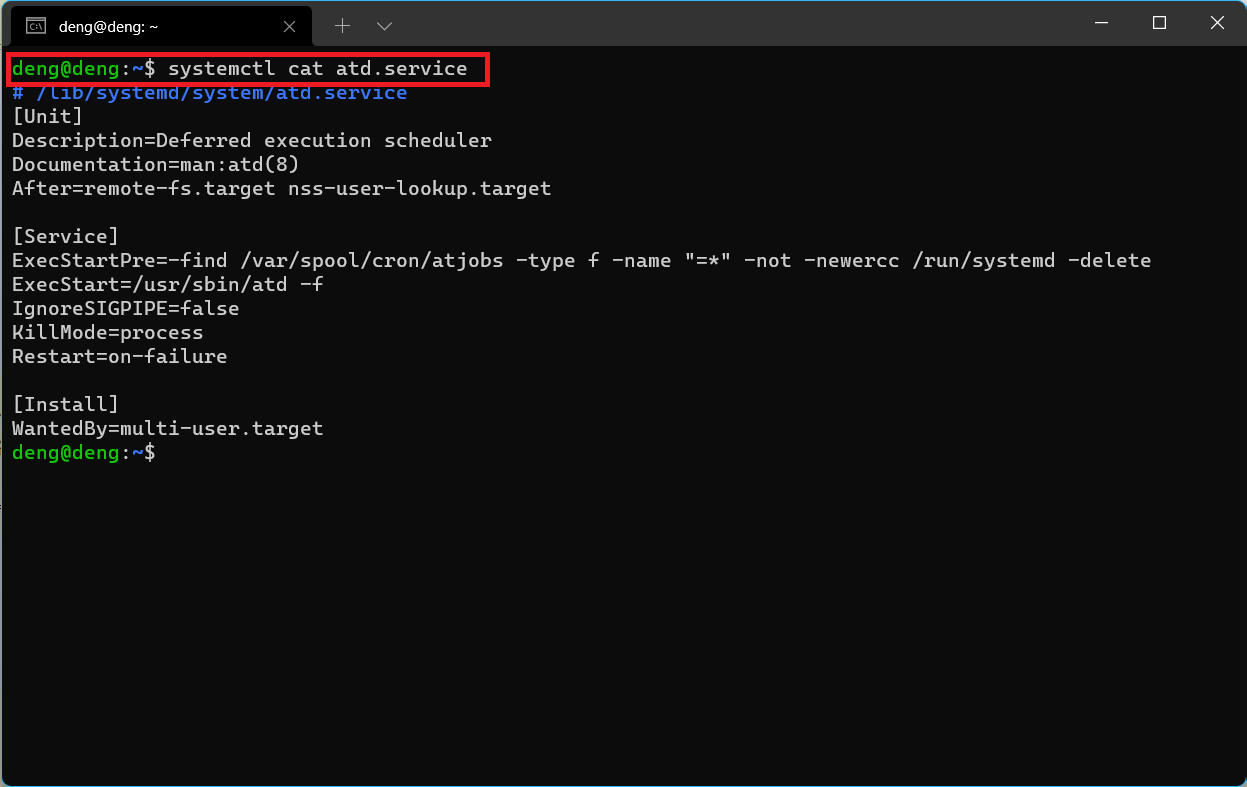 deng@deng: ~
deng@deng:~$ systemctl cat atd.service
# /lib/systemd/system/atd.service
[Unit]
Description=Deferred execution scheduler
Documentation=man:atd(8)
After=remote-fs.target nss-user-lookup.target

[Service]
ExecStartPre=-find /var/spool/cron/atjobs -type f -name "=*" -not -newercc /run/systemd -delete
ExecStart=/usr/sbin/atd -f
IgnoreSIGPIPE=false
KillMode=process
Restart=on-failure

[Install]
WantedBy=multi-user.target
deng@deng:~$